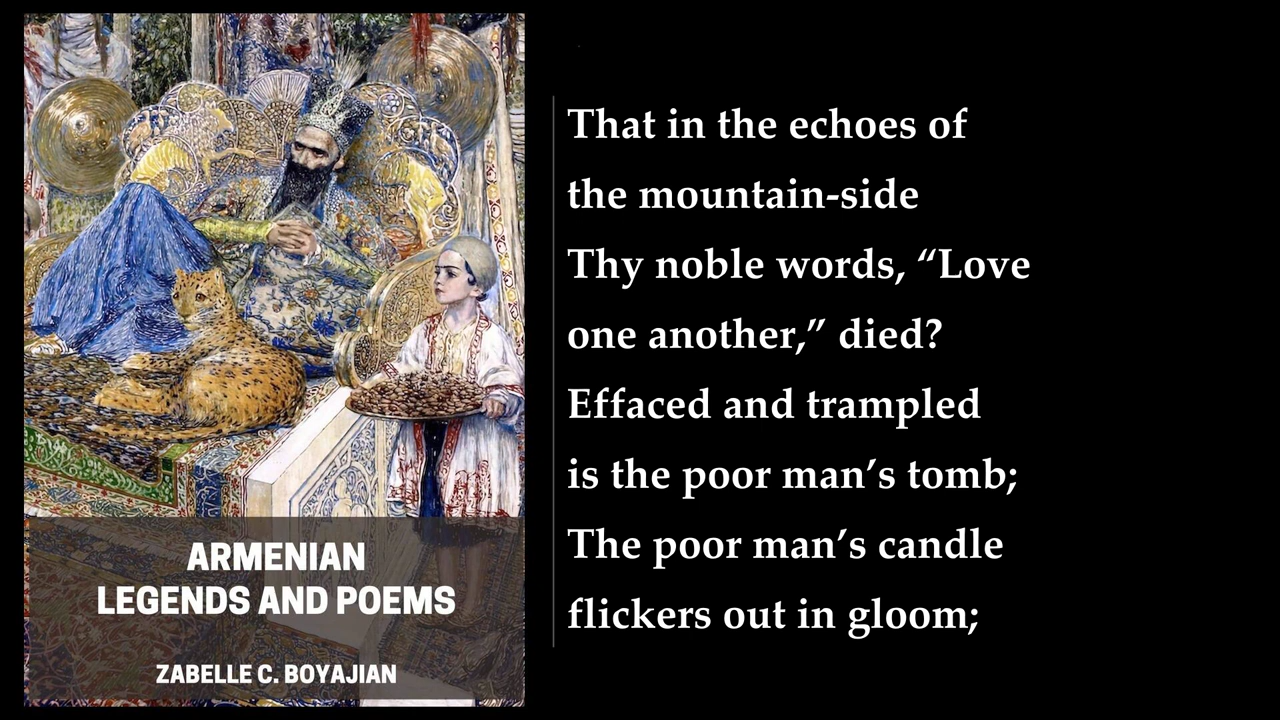 ARMENIAN
LEGENDS AND POEMS
ZABELLE C. BOYAJIAN
That in the echoes of
the mountain-side
Thy noble words, “Love
one another,” died?
Effaced and trampled
is the poor man’s tomb;
The poor man’s candle
flickers out in gloom;